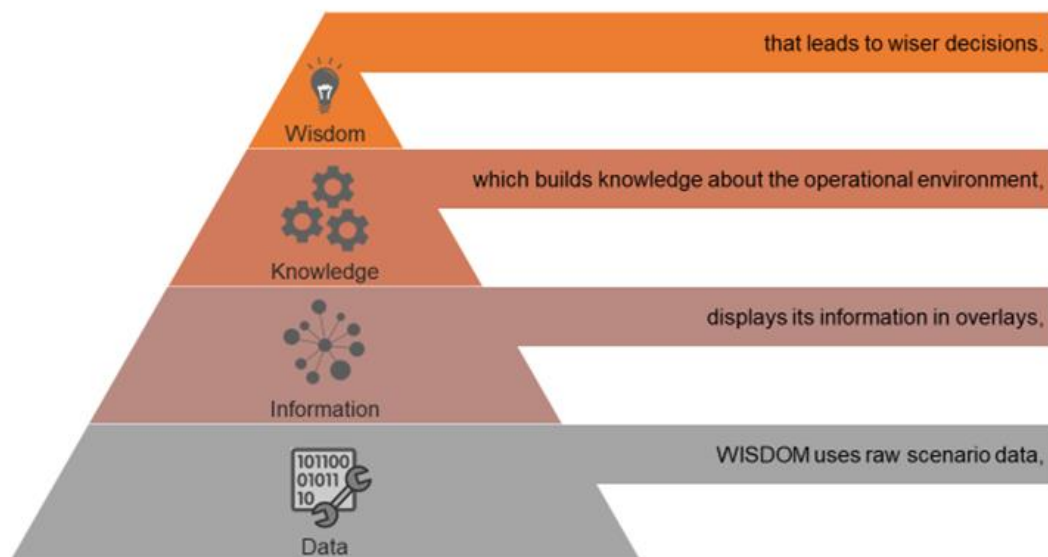 that leads to wiser decisions.
Wisdom
which builds knowledge about the operational environment,
Knowledge
displays its information in overlays,
Information
WISDOM uses raw scenario data,
101100
01011
10
Data